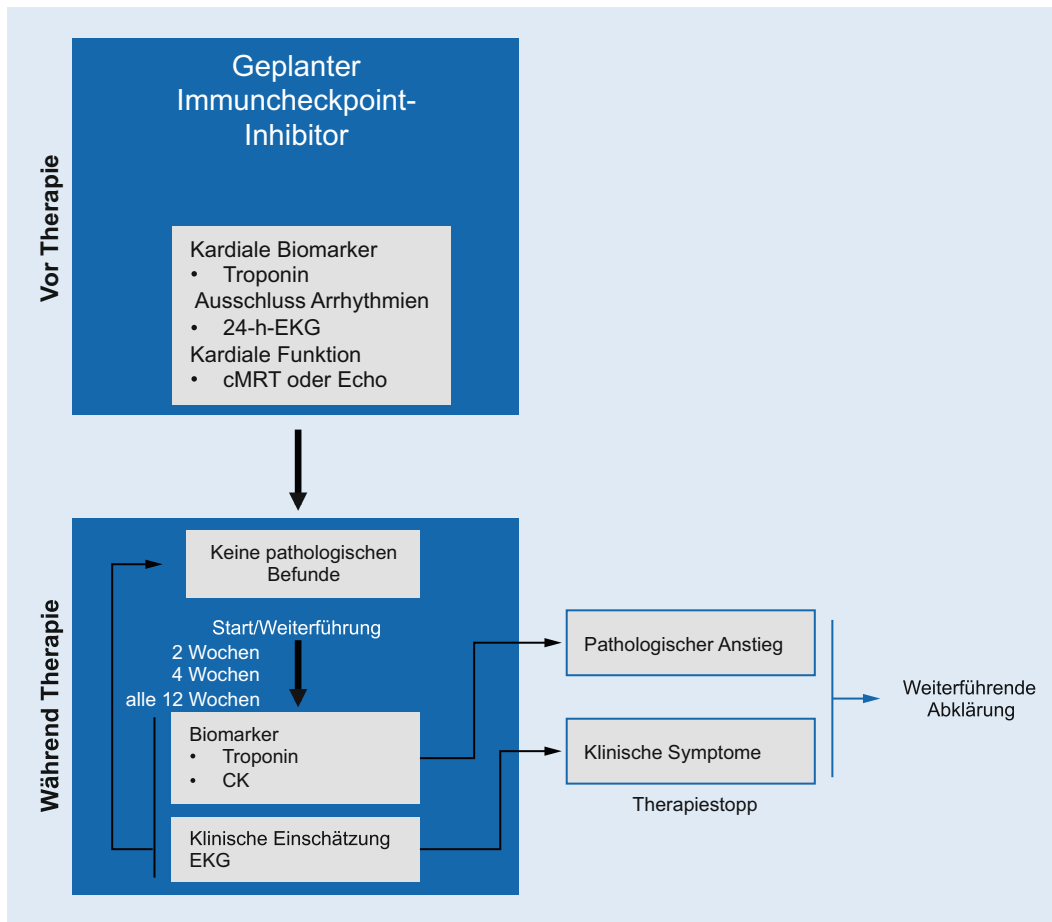 Vor Therapie
Geplanter
Immuncheckpoint-
Inhibitor
Kardiale Biomarker
• Troponin
Ausschluss Arrhythmien
• 24-h-EKG
Kardiale Funktion
• cMRT oder Echo
Während Therapie
Keine pathologischen
Befunde
Start/Weiterführung
2 Wochen
4 Wochen
alle 12 Wochen
Biomarker
• Troponin
• CK
Klinische Einschätzung
EKG
Pathologischer Anstieg
Klinische Symptome
Therapiestopp
Weiterführende
Abklärung